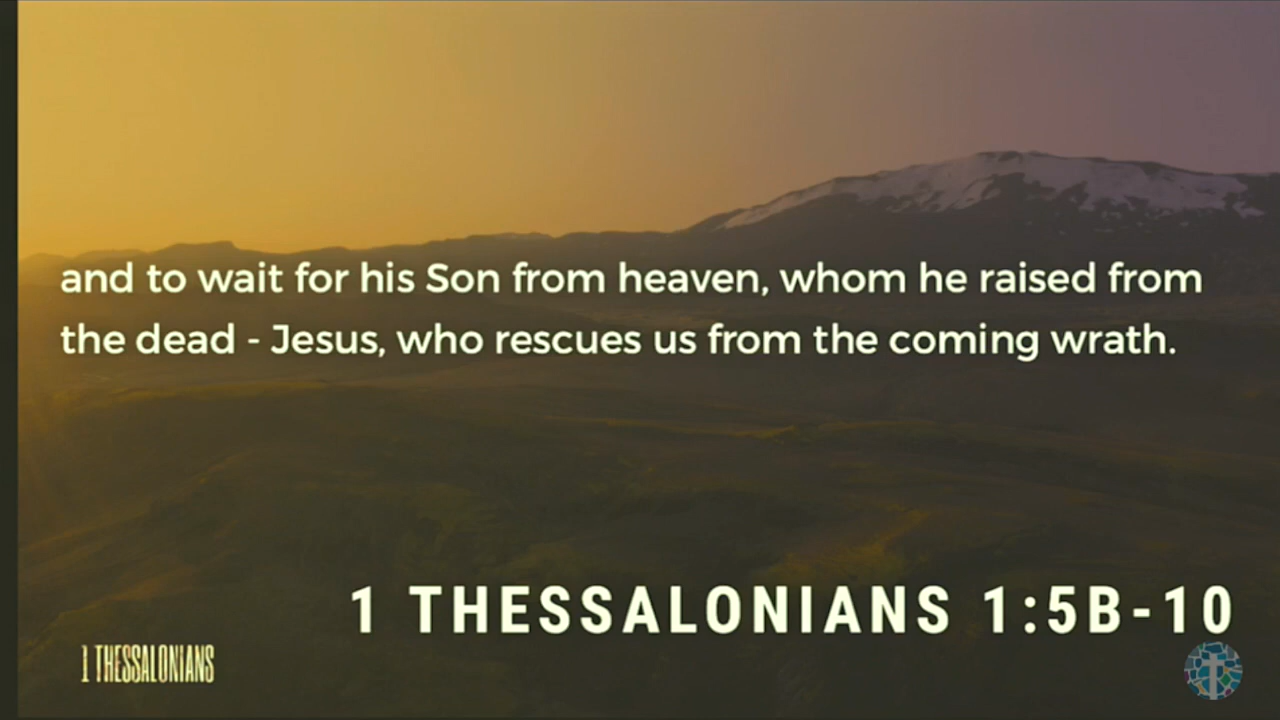 and to wait for his Son from heaven, whom he raised from
the dead - Jesus, who rescues us from the coming wrath.
1 THESSALONIANS 1:5B-10
1 THESSALONIANS